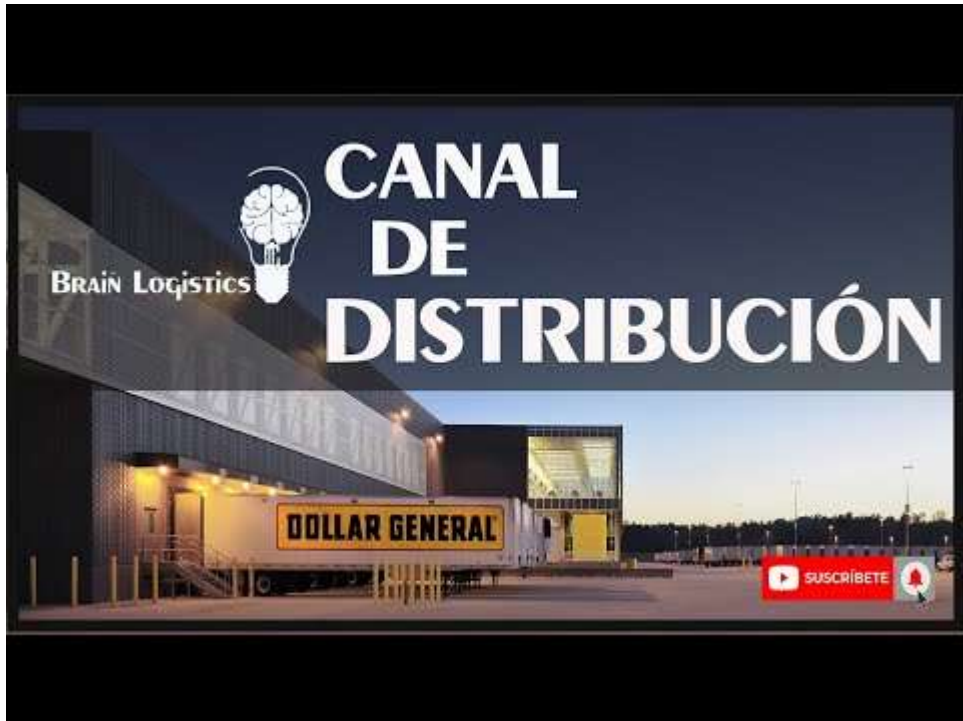 CANAL
DE
DISTRIBUCIÓN
BRAIN LOGISTICS
DOLLAR GENERAL
SUSCRÍBETE